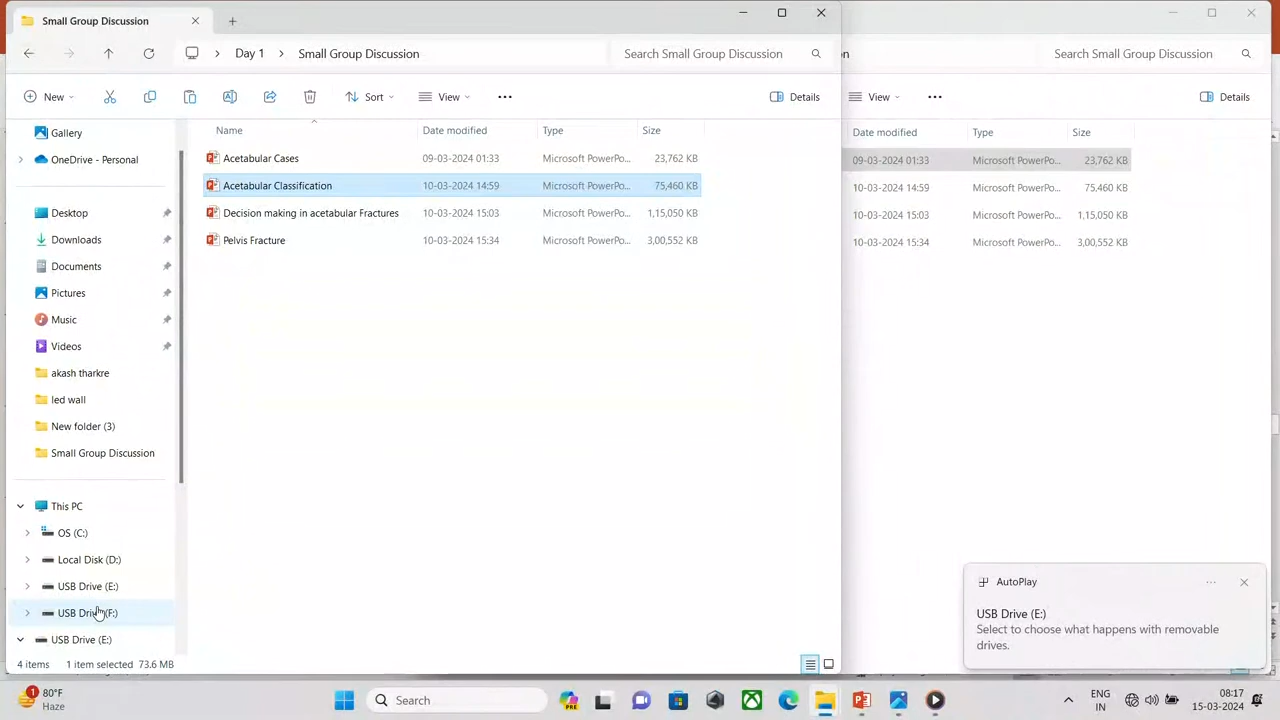 Small Group Discussion
Day 1 > Small Group Discussion
Search Small Group Discussion
on
Search Small Group Discussion
New
Sort
View
Details
View
Details
Gallery
OneDrive - Personal
Desktop
Downloads
Documents
Pictures
Music
Videos
akash tharkre
led wall
New folder (3)
Small Group Discussion
This PC
OS (C:)
Local Disk (D:)
USB Drive (E:)
USB Drive (F:)
USB Drive (E:)
Name Date modified Type Size
Acetabular Cases 09-03-2024 01:33 Microsoft PowerPo... 23,762 KB
Acetabular Classification 10-03-2024 14:59 Microsoft PowerPo... 75,460 KB
Decision making in acetabular Fractures 10-03-2024 15:03 Microsoft PowerPo... 1,15,050 KB
Pelvis Fracture 10-03-2024 15:34 Microsoft PowerPo... 3,00,552 KB
Date modified Type Size
09-03-2024 01:33 Microsoft PowerPo... 23,762 KB
10-03-2024 14:59 Microsoft PowerPo... 75,460 KB
10-03-2024 15:03 Microsoft PowerPo... 1,15,050 KB
10-03-2024 15:34 Microsoft PowerPo... 3,00,552 KB
AutoPlay
USB Drive (E:)
Select to choose what happens with removable
drives.
4 items 1 item selected 73.6 MB
1
80°F
Haze
Search
PRE
ENG
IN
08:17
15-03-2024